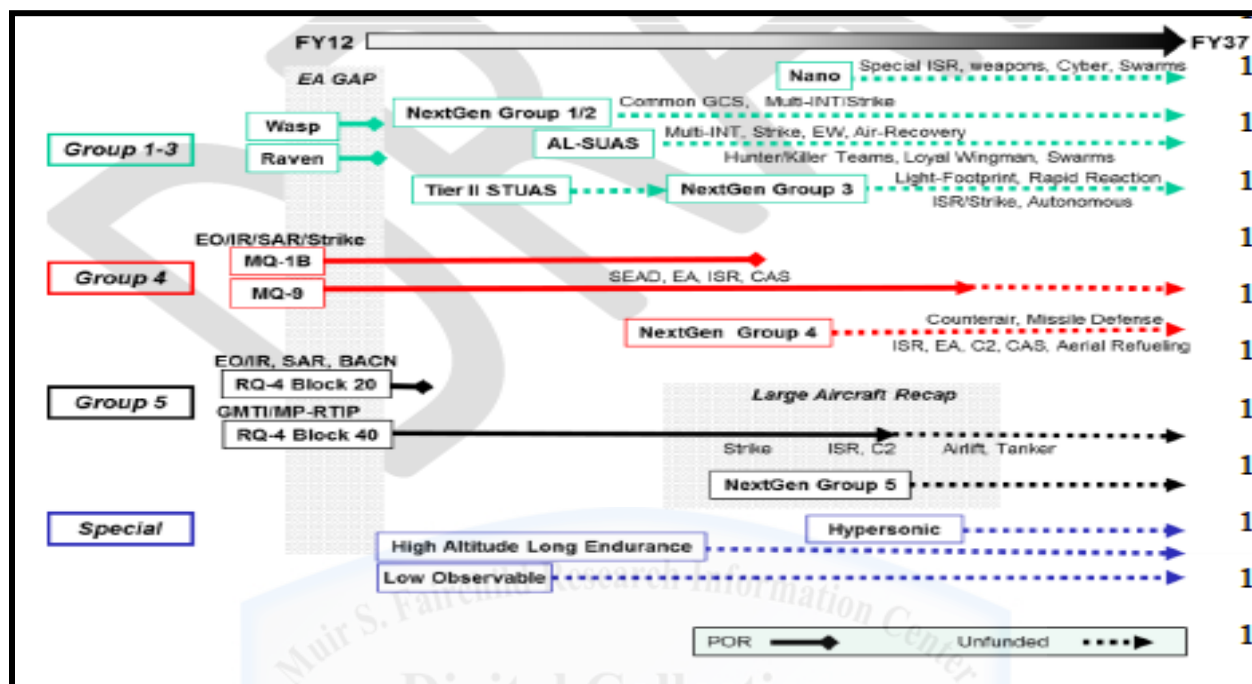 FY12 FY37
EA GAP
Nano
Special ISR, weapons, Cyber, Swarms
NextGen Group 1/2
Common GCS, Multi-INT/Strike
Wasp
Group 1-3
Raven
AL-SUAS
Multi-INT, Strike, EW, Air-Recovery
Hunter/Killer Teams, Loyal Wingman, Swarms
Tier II STUAS
NextGen Group 3
Light-Footprint, Rapid Reaction
ISR/Strike, Autonomous
EO/IR/SAR/Strike
MQ-1B
Group 4
SEAD, EA, ISR, CAS
MQ-9
NextGen Group 4
Counterair, Missile Defense
ISR, EA, C2, CAS, Aerial Refueling
EO/IR, SAR, BACN
RQ-4 Block 20
Group 5
Large Aircraft Recap
GMTI/MP-RTIP
RQ-4 Block 40
Strike ISR, C2 Airlift, Tanker
NextGen Group 5
Special
Hypersonic
High Altitude Long Endurance
Low Observable
Muir S. Fairchild Research Information Center
POR Unfunded
Digital Collection